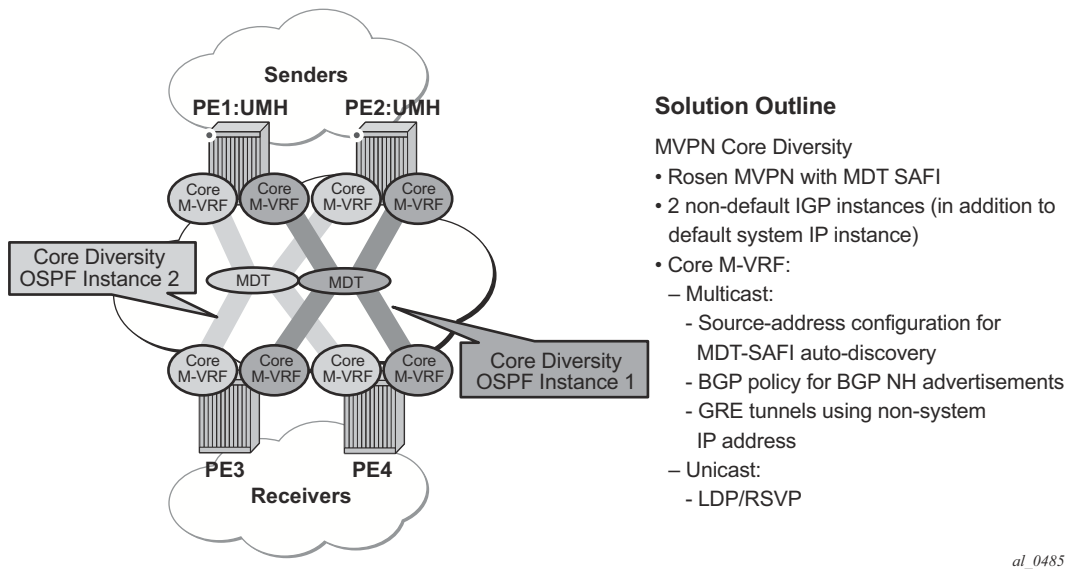 Senders
PE1:UMH
PE2:UMH
Core
M-VRF
Core
M-VRF
Core
M-VRF
Core
M-VRF
Core Diversity
OSPF Instance 2
MDT
MDT
Core
M-VRF
Core
M-VRF
Core
M-VRF
Core
M-VRF
Core Diversity
OSPF Instance 1
PE3
PE4
Receivers
Solution Outline
MVPN Core Diversity
• Rosen MVPN with MDT SAFI
• 2 non-default IGP instances (in addition to
default system IP instance)
• Core M-VRF:
– Multicast:
- Source-address configuration for
MDT-SAFI auto-discovery
- BGP policy for BGP NH advertisements
- GRE tunnels using non-system
IP address
– Unicast:
- LDP/RSVP
al_0485